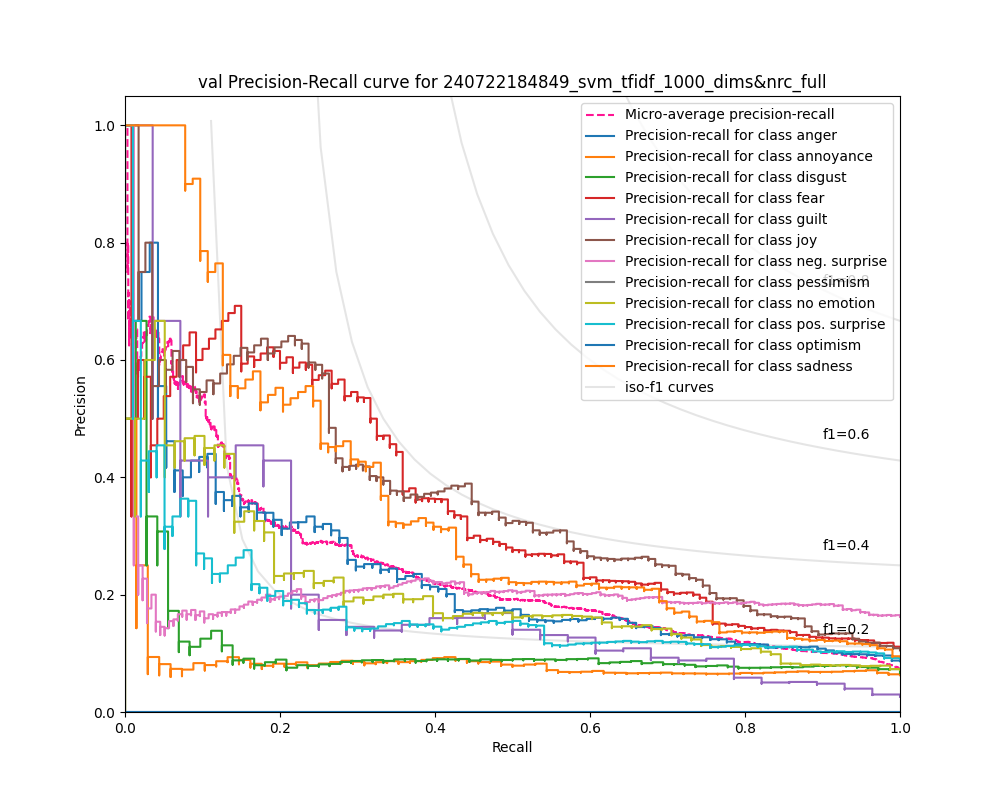 val Precision-Recall curve for 240722184849_svm_tfidf_1000_dims&nrc_full
Precision
1.0
0.8
0.6
0.4
0.2
0.0
Micro-average precision-recall
Precision-recall for class anger
Precision-recall for class annoyance
Precision-recall for class disgust
Precision-recall for class fear
Precision-recall for class guilt
Precision-recall for class joy
Precision-recall for class neg. surprise
Precision-recall for class pessimism
Precision-recall for class no emotion
Precision-recall for class pos. surprise
Precision-recall for class optimism
Precision-recall for class sadness
iso-f1 curves
f1=0.6
f1=0.4
f1=0.2
0.0 0.2 0.4 0.6 0.8 1.0
Recall